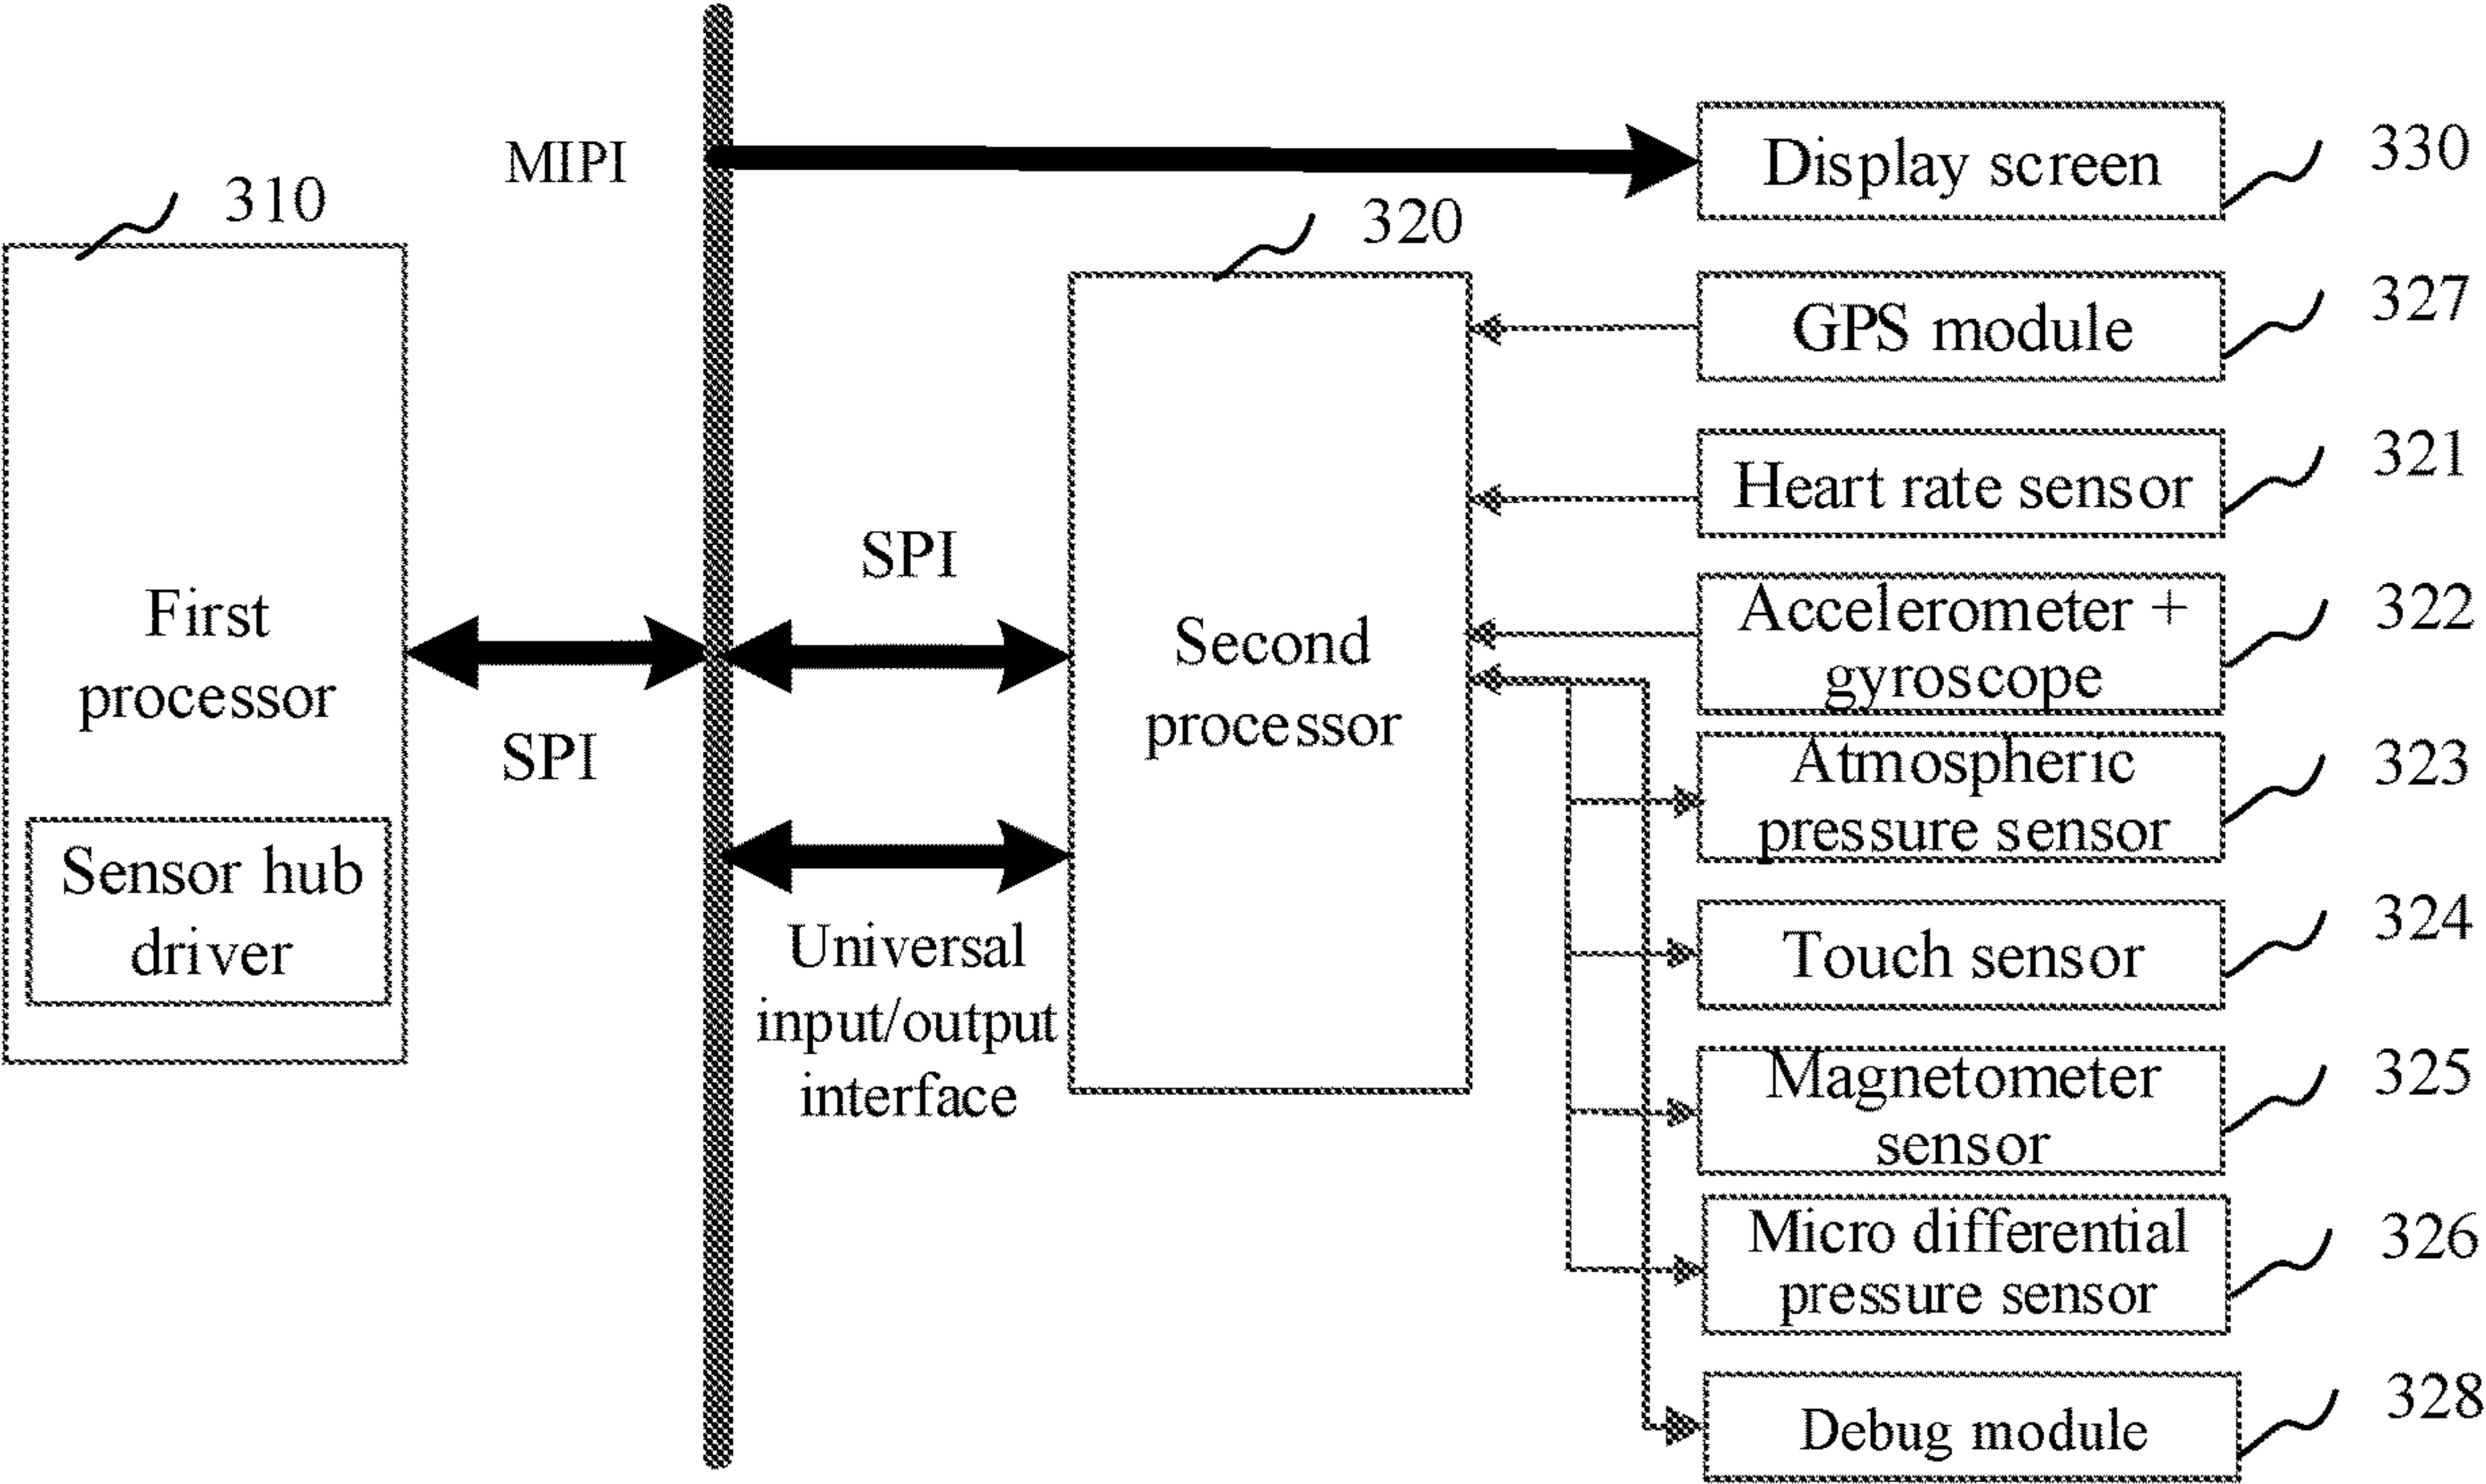 MIPI
310
First
processor
Sensor hub
driver
SPI
SPI
Universal
input/output
interface
320
Second
processor
Display screen
330
GPS module
327
Heart rate sensor
321
Accelerometer +
gyroscope
322
Atmospheric
pressure sensor
323
Touch sensor
324
Magnetometer
sensor
325
Micro differential
pressure sensor
326
Debug module
328